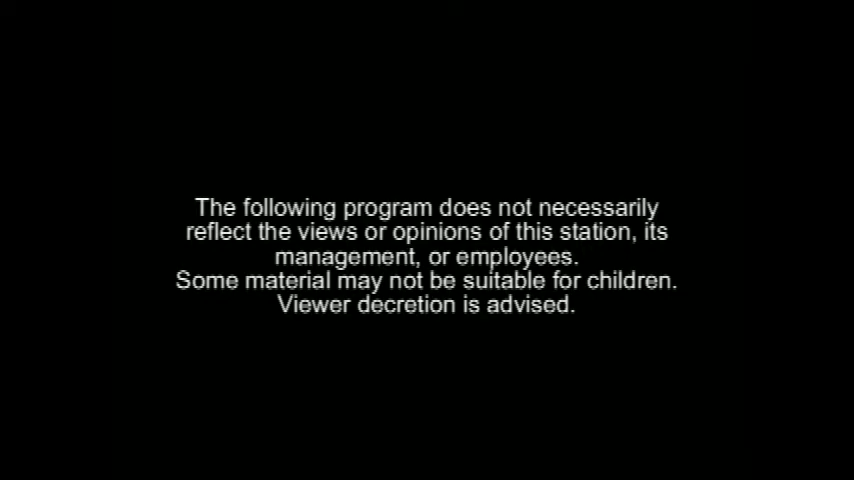 The following program does not necessarily
reflect the views or opinions of this station, its
management, or employees.
Some material may not be suitable for children.
Viewer decretion is advised.